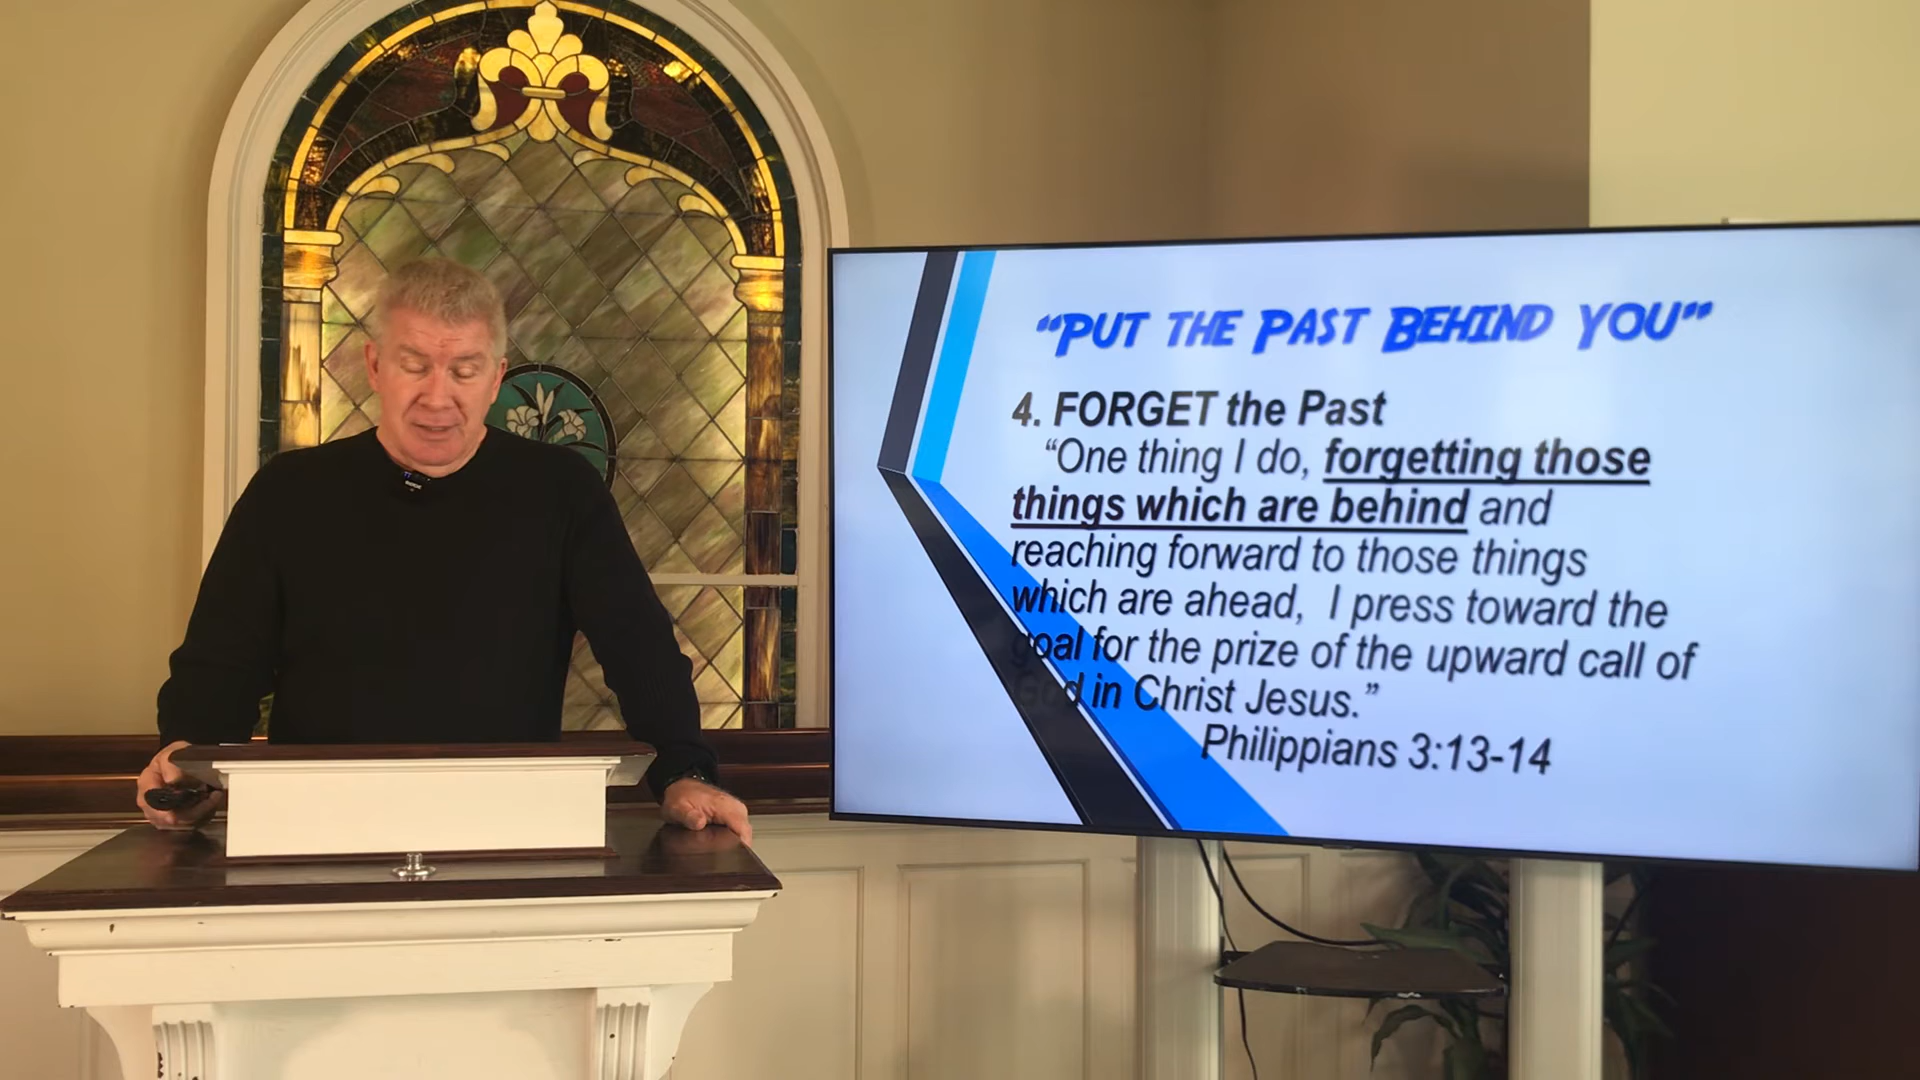 “PUT THE PAST BEHIND YOU”
4. FORGET the Past
“One thing I do, forgetting those
things which are behind and
reaching forward to those things
which are ahead, I press toward the
goal for the prize of the upward call of
God in Christ Jesus.”
Philippians 3:13-14